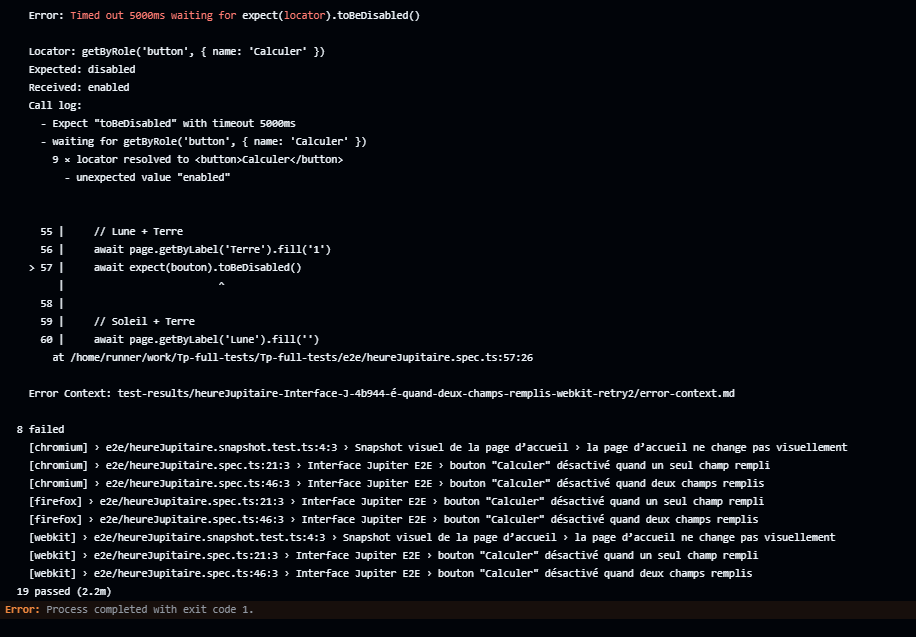 Error: Timed out 5000ms waiting for expect(locator).toBeDisabled()
Locator: getByRole('button', { name: 'Calculer' })
Expected: disabled
Received: enabled
Call log:
- Expect "toBeDisabled" with timeout 5000ms
- waiting for getByRole('button', { name: 'Calculer' })
9 × locator resolved to <button>Calculer</button>
- unexpected value "enabled"
55 |     // Lune + Terre
56 |     await page.getByLabel('Terre').fill('1')
> 57 |     await expect(bouton).toBeDisabled()
|                          ^
58 |
59 |     // Soleil + Terre
60 |     await page.getByLabel('Lune').fill('')
at /home/runner/work/Tp-full-tests/Tp-full-tests/e2e/heureJupitaire.spec.ts:57:26
Error Context: test-results/heureJupitaire-Interface-J-4b944-é-quand-deux-champs-remplis-webkit-retry2/error-context.md
8 failed
[chromium] › e2e/heureJupitaire.snapshot.test.ts:4:3 › Snapshot visuel de la page d’accueil › la page d’accueil ne change pas visuellement
[chromium] › e2e/heureJupitaire.spec.ts:21:3 › Interface Jupiter E2E › bouton "Calculer" désactivé quand un seul champ rempli
[chromium] › e2e/heureJupitaire.spec.ts:46:3 › Interface Jupiter E2E › bouton "Calculer" désactivé quand deux champs remplis
[firefox] › e2e/heureJupitaire.spec.ts:21:3 › Interface Jupiter E2E › bouton "Calculer" désactivé quand un seul champ rempli
[firefox] › e2e/heureJupitaire.spec.ts:46:3 › Interface Jupiter E2E › bouton "Calculer" désactivé quand deux champs remplis
[webkit] › e2e/heureJupitaire.snapshot.test.ts:4:3 › Snapshot visuel de la page d’accueil › la page d’accueil ne change pas visuellement
[webkit] › e2e/heureJupitaire.spec.ts:21:3 › Interface Jupiter E2E › bouton "Calculer" désactivé quand un seul champ rempli
[webkit] › e2e/heureJupitaire.spec.ts:46:3 › Interface Jupiter E2E › bouton "Calculer" désactivé quand deux champs remplis
19 passed (2.2m)
Error: Process completed with exit code 1.